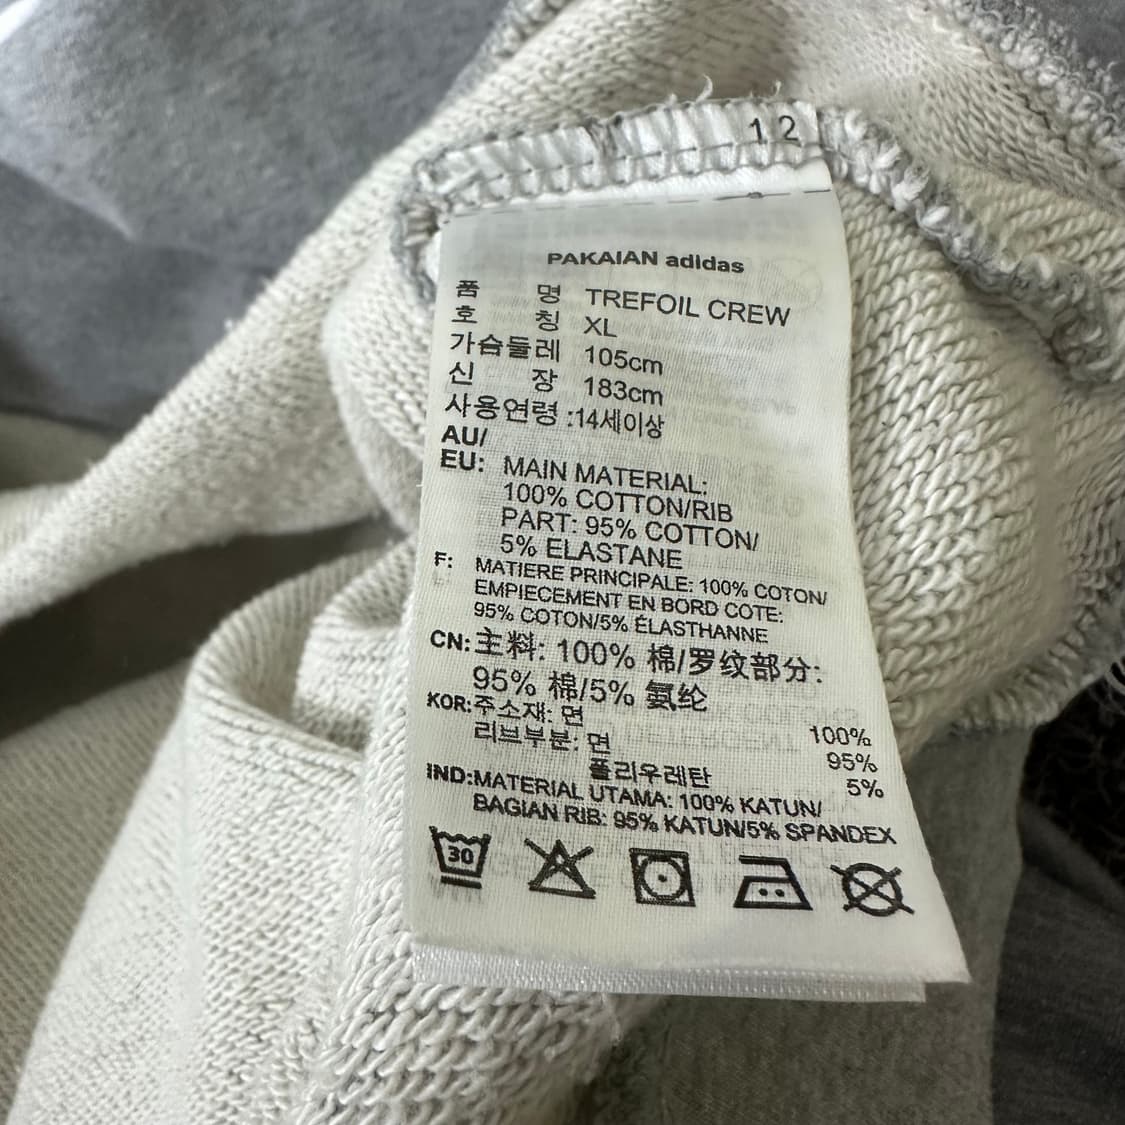 12
PAKAIAN adidas
품 명 TREFOIL CREW
호 칭 XL
가슴둘레 105cm
신 장 183cm
사용연령 :14세이상
AU/
EU: MAIN MATERIAL:
100% COTTON/RIB
PART: 95% COTTON/
5% ELASTANE
F: MATIERE PRINCIPALE: 100% COTON/
EMPIECEMENT EN BORD COTE:
95% COTON/5% ÉLASTHANNE
CN: 主料: 100% 棉/罗纹部分:
95% 棉/5% 氨纶
KOR: 주소재: 면 100%
리브부분: 면 95%
폴리우레탄 5%
IND: MATERIAL UTAMA: 100% KATUN/
BAGIAN RIB: 95% KATUN/5% SPANDEX
30